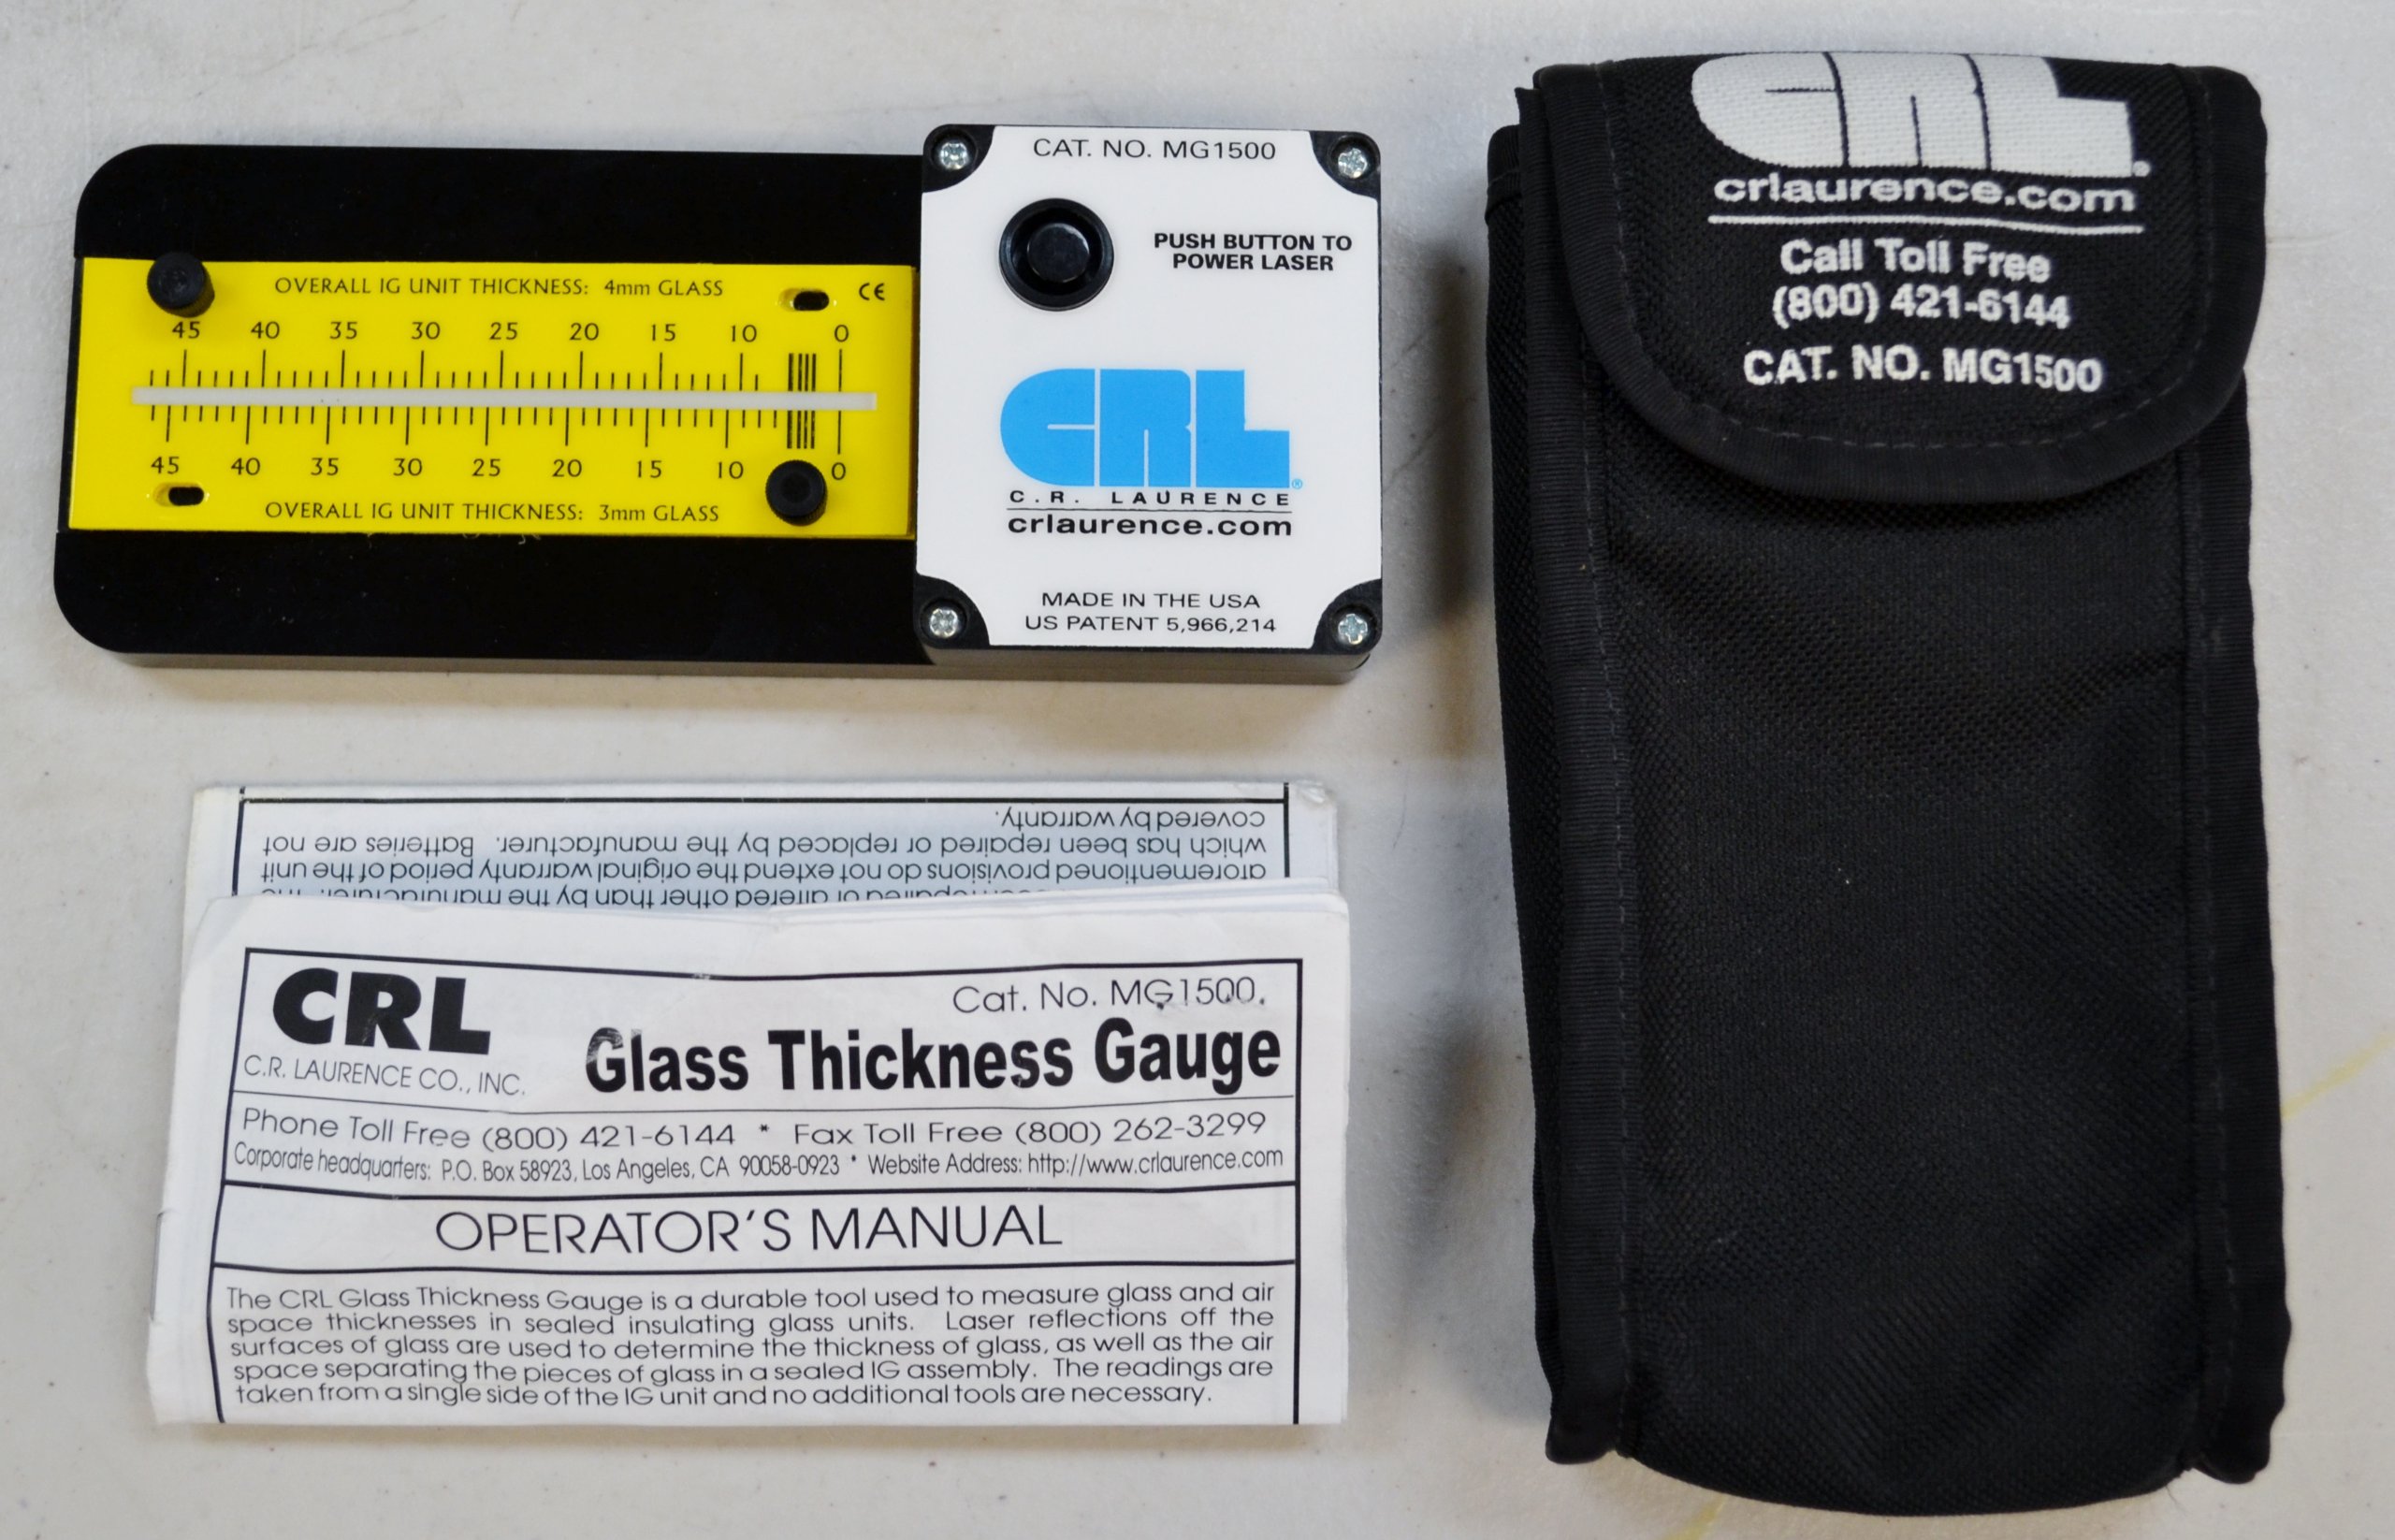 CAT. NO. MG1500
PUSH BUTTON TO
POWER LASER
CRL®
C.R. LAURENCE
crlaurence.com
MADE IN THE USA
US PATENT 5,966,214
OVERALL IG UNIT THICKNESS: 4mm GLASS CE
45 40 35 30 25 20 15 10 0
45 40 35 30 25 20 15 10 0
OVERALL IG UNIT THICKNESS: 3mm GLASS
CRL®
crlaurence.com
Call Toll Free
(800) 421-6144
CAT. NO. MG1500
repaired or altered other than by the manufacturer. The
aforementioned provisions do not extend the original warranty period of the unit
which has been repaired or replaced by the manufacturer. Batteries are not
covered by warranty.
CRL
C.R. LAURENCE CO., INC.
Cat. No. MG1500
Glass Thickness Gauge
Phone Toll Free (800) 421-6144 * Fax Toll Free (800) 262-3299
Corporate headquarters: P.O. Box 58923, Los Angeles, CA 90058-0923 * Website Address: http://www.crlaurence.com
OPERATOR'S MANUAL
The CRL Glass Thickness Gauge is a durable tool used to measure glass and air
space thicknesses in sealed insulating glass units. Laser reflections off the
surfaces of glass are used to determine the thickness of glass, as well as the air
space separating the pieces of glass in a sealed IG assembly. The readings are
taken from a single side of the IG unit and no additional tools are necessary.